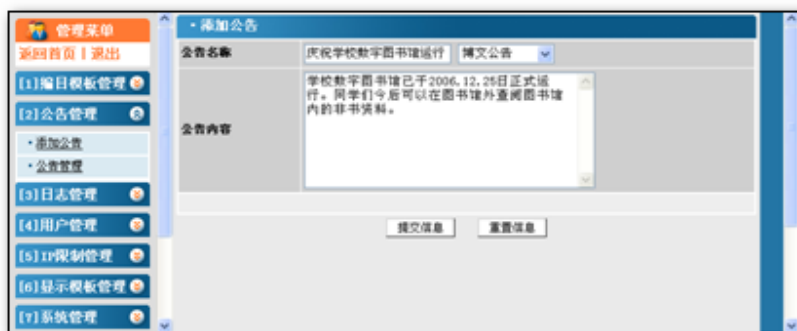 管理菜单
返回首页 | 退出
[1]编目模板管理
[2]公告管理
·添加公告
·公告管理
[3]日志管理
[4]用户管理
[5]IP限制管理
[6]显示模板管理
[7]系统管理
·添加公告
公告名称
庆祝学校数字图书馆运行
博文公告
公告内容
学校数字图书馆已于2006.12.25日正式运
行。同学们今后可以在图书馆外查阅图书馆
内的非书资料。
提交信息
重置信息